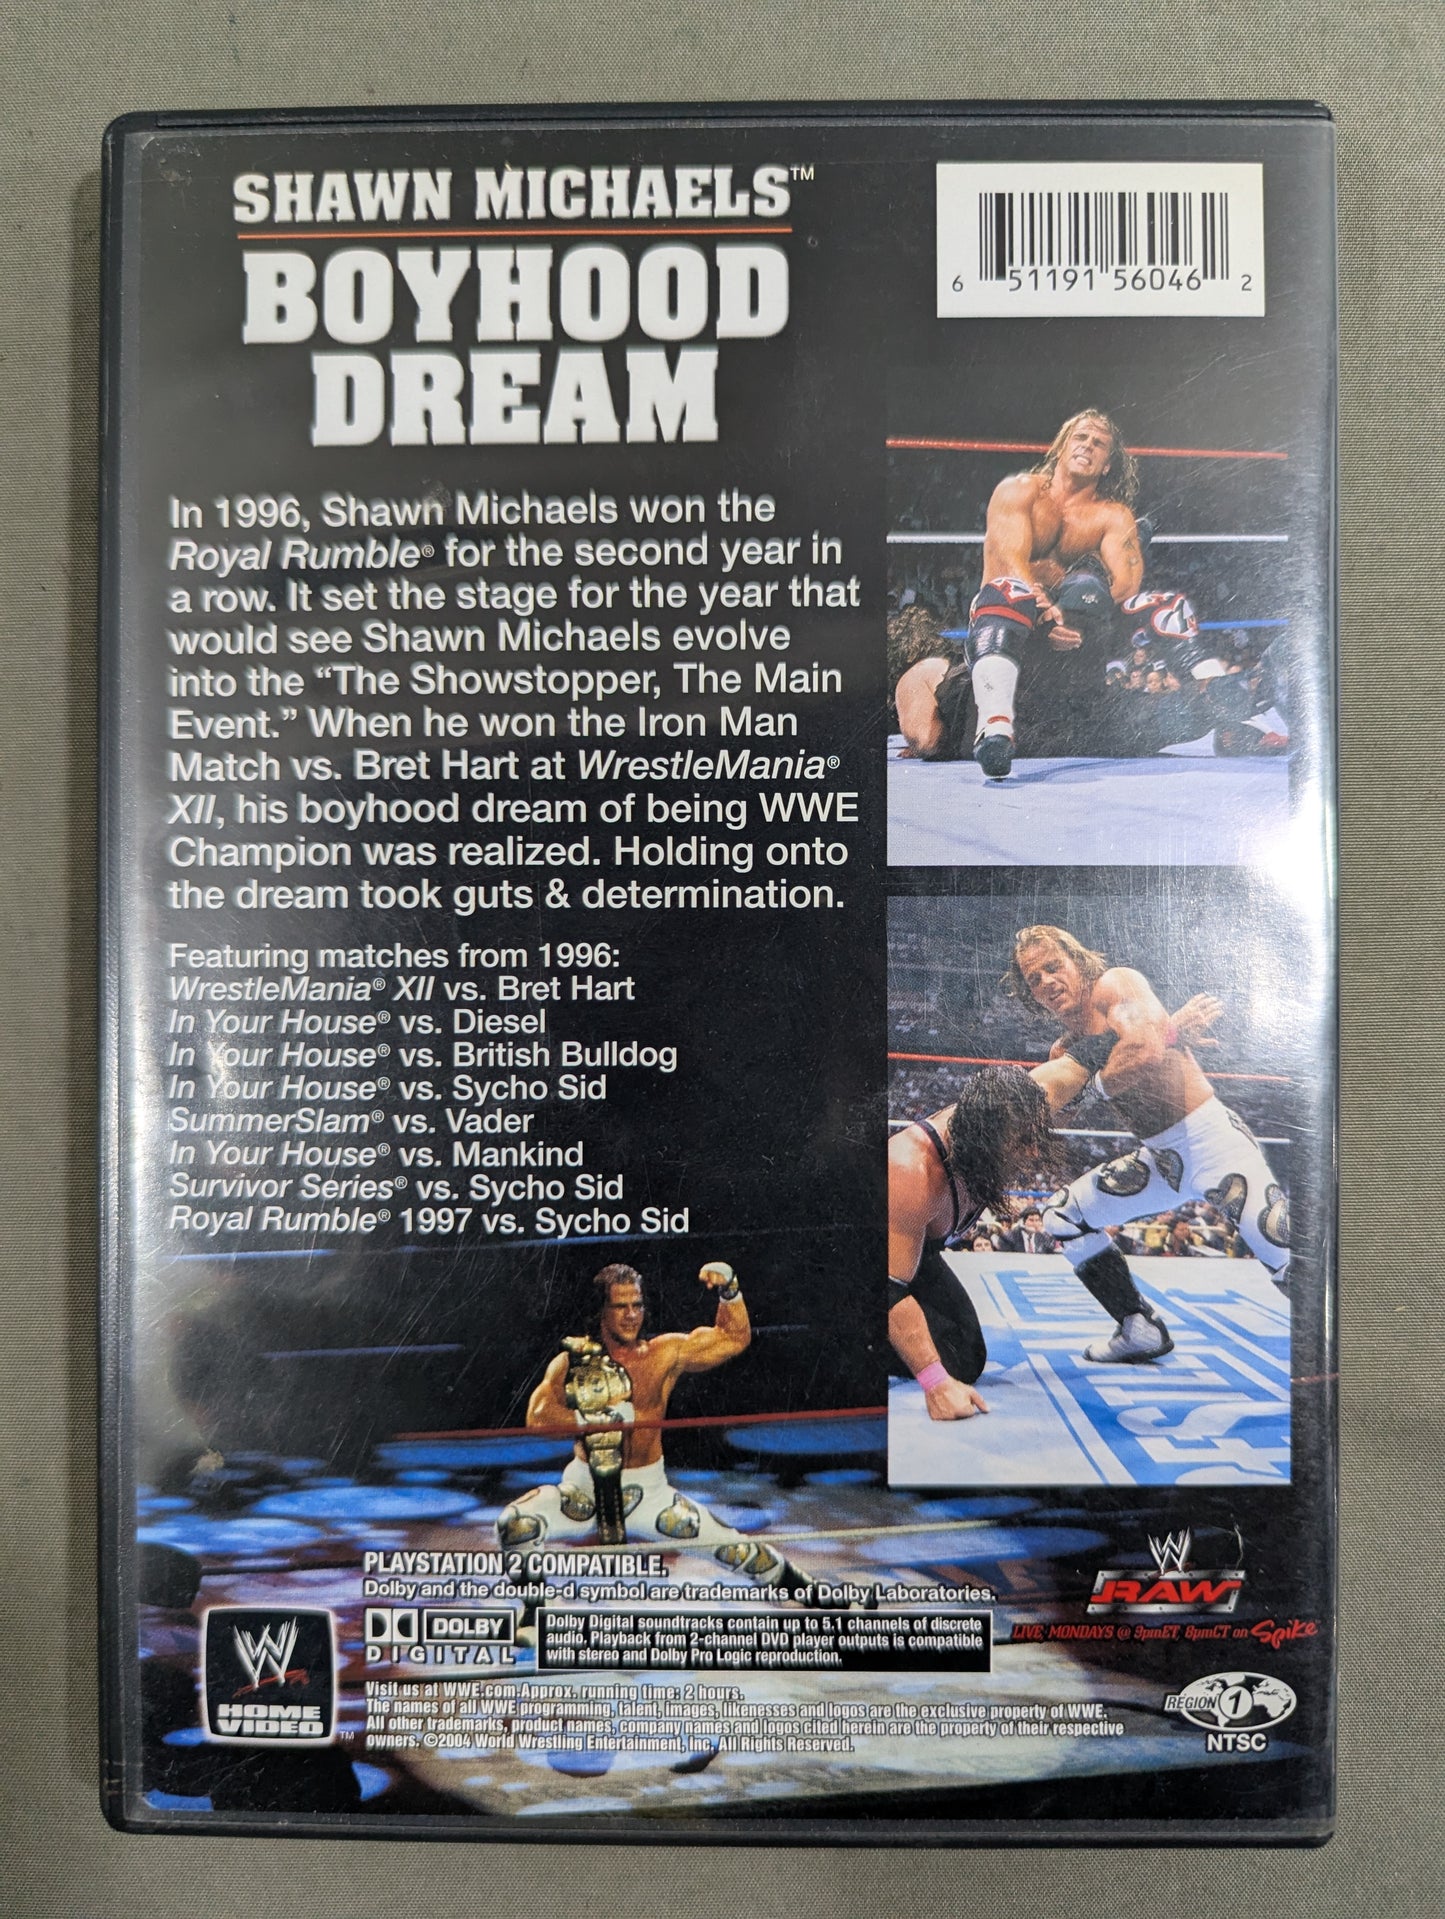 SHAWN MICHAELS™
BOYHOOD
DREAM
6 51191 56046 2
In 1996, Shawn Michaels won the
Royal Rumble® for the second year in
a row. It set the stage for the year that
would see Shawn Michaels evolve
into the “The Showstopper, The Main
Event.” When he won the Iron Man
Match vs. Bret Hart at WrestleMania®
XII, his boyhood dream of being WWE
Champion was realized. Holding onto
the dream took guts & determination.
Featuring matches from 1996:
WrestleMania® XII vs. Bret Hart
In Your House® vs. Diesel
In Your House® vs. British Bulldog
In Your House® vs. Sycho Sid
SummerSlam® vs. Vader
In Your House® vs. Mankind
Survivor Series® vs. Sycho Sid
Royal Rumble® 1997 vs. Sycho Sid
PLAYSTATION 2 COMPATIBLE.
Dolby and the double-d symbol are trademarks of Dolby Laboratories.
DOLBY
DIGITAL
Dolby Digital soundtracks contain up to 5.1 channels of discrete
audio. Playback from 2-channel DVD player outputs is compatible
with stereo and Dolby Pro Logic reproduction.
W
HOME
VIDEO™
Visit us at WWE.com Approx. running time: 2 hours.
The names of all WWE programming, talent, images, likenesses and logos are the exclusive property of WWE.
All other trademarks, product names, company names and logos cited herein are the property of their respective
owners. ©2004 World Wrestling Entertainment, Inc. All Rights Reserved.
W
RAW
LIVE MONDAYS @ 9pmET, 8pmCT on Spike
REGION 1
NTSC